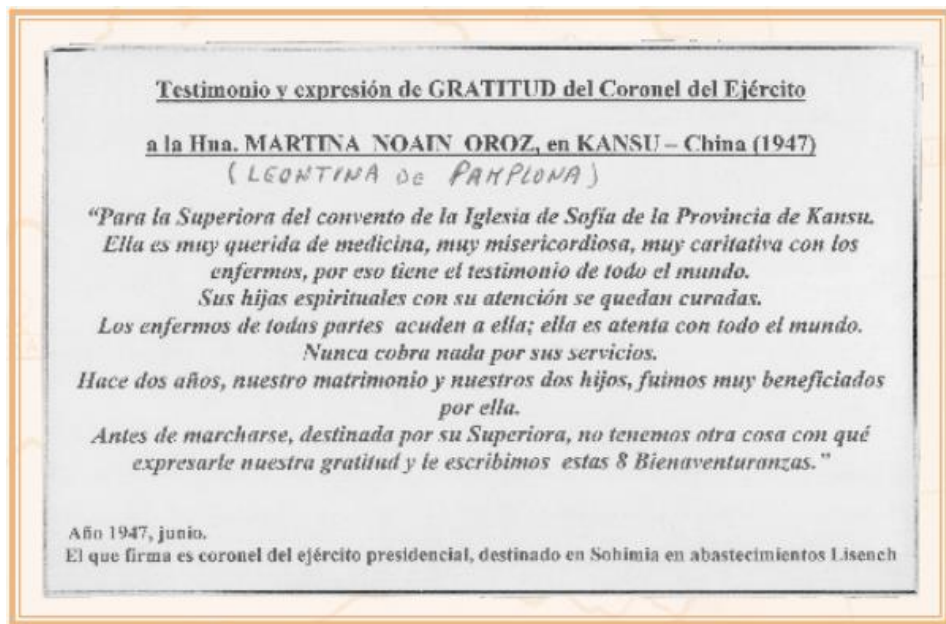 Testimonio y expresión de GRATITUD del Coronel del Ejército
a la Hna. MARTINA NOAIN OROZ, en KANSU – China (1947)
(LEONTINA DE PAMPLONA)
“Para la Superiora del convento de la Iglesia de Sofía de la Provincia de Kansu.
Ella es muy querida de medicina, muy misericordiosa, muy caritativa con los
enfermos, por eso tiene el testimonio de todo el mundo.
Sus hijas espirituales con su atención se quedan curadas.
Los enfermos de todas partes acuden a ella; ella es atenta con todo el mundo.
Nunca cobra nada por sus servicios.
Hace dos años, nuestro matrimonio y nuestros dos hijos, fuimos muy beneficiados
por ella.
Antes de marcharse, destinada por su Superiora, no tenemos otra cosa con qué
expresarle nuestra gratitud y le escribimos estas 8 Bienaventuranzas.”
Año 1947, junio.
El que firma es coronel del ejército presidencial, destinado en Sohimia en abastecimientos Lisench